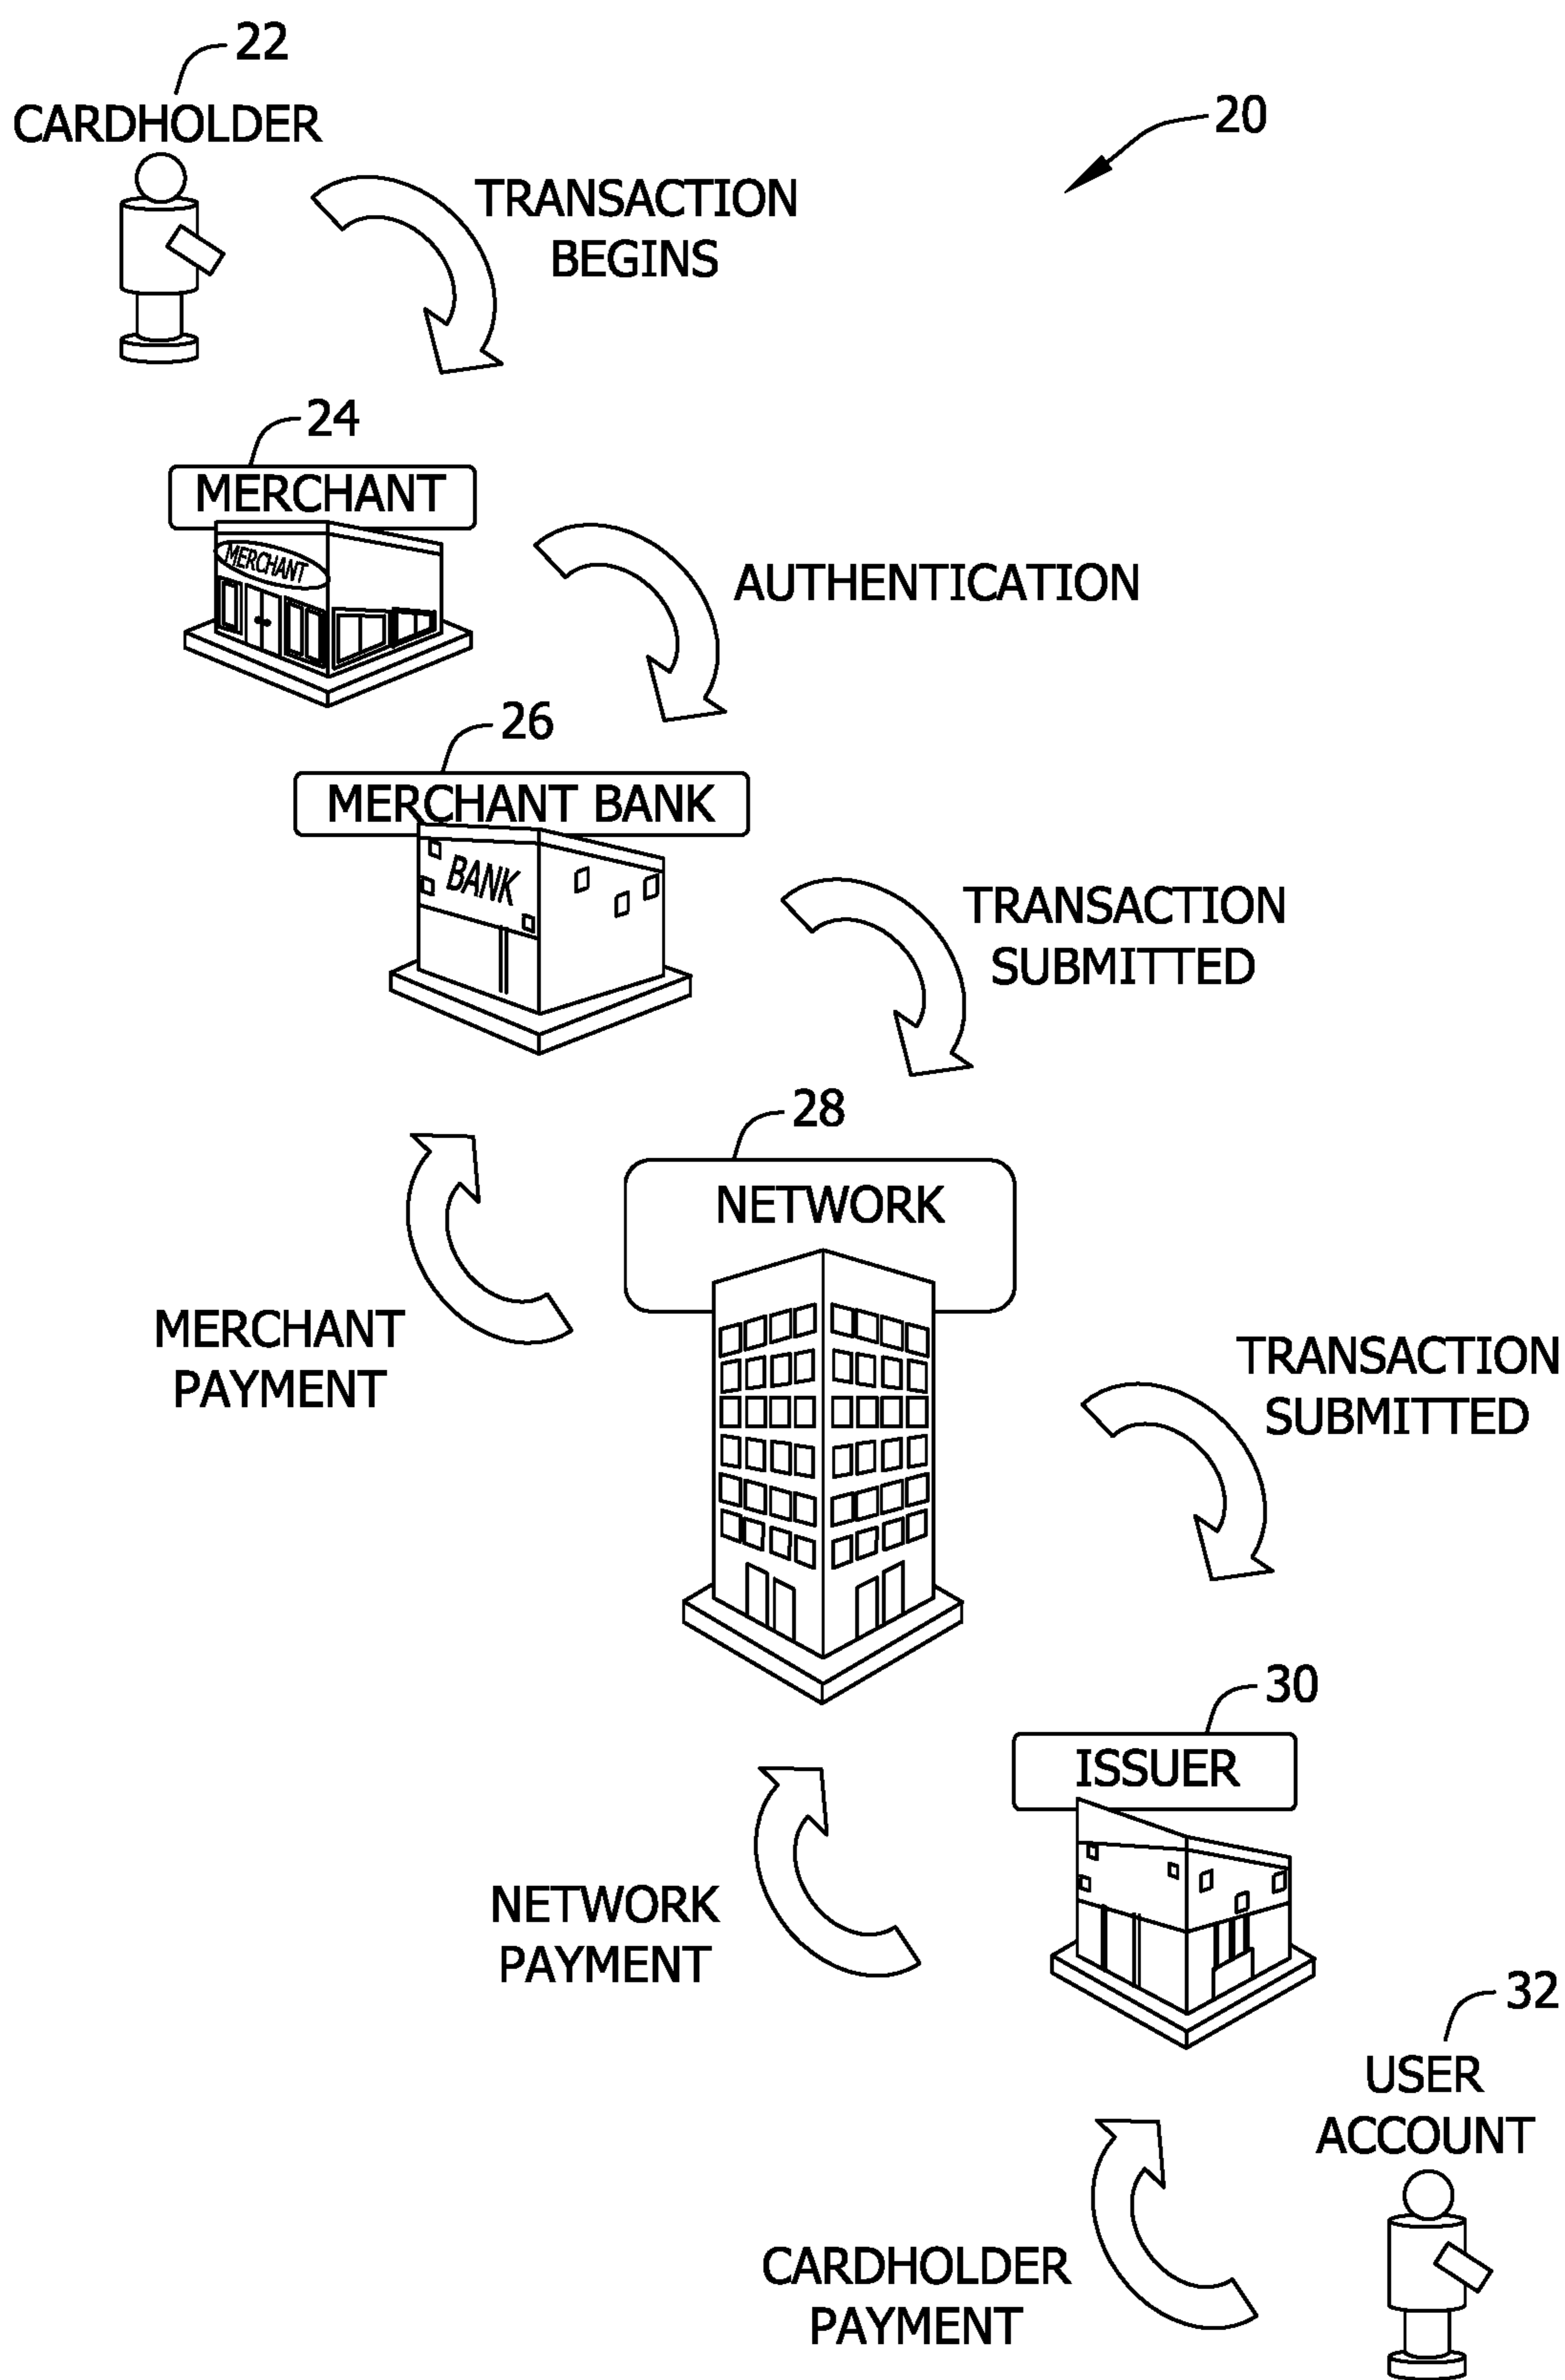 22
CARDHOLDER
20
TRANSACTION
BEGINS
24
MERCHANT
MERCHANT
AUTHENTICATION
26
MERCHANT BANK
BANK
TRANSACTION
SUBMITTED
28
NETWORK
MERCHANT
PAYMENT
TRANSACTION
SUBMITTED
30
ISSUER
NETWORK
PAYMENT
32
USER
ACCOUNT
CARDHOLDER
PAYMENT